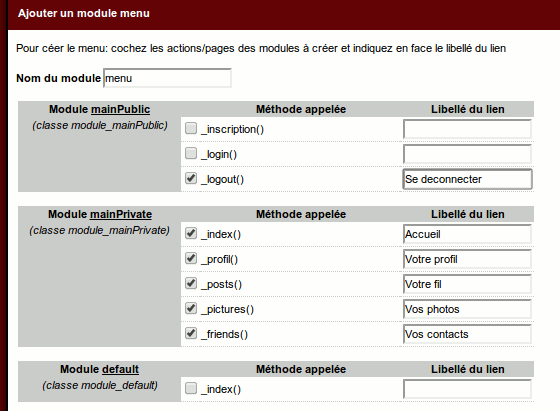 Ajouter un module menu
Pour céer le menu: cochez les actions/pages des modules à créer et indiquez en face le libellé du lien
Nom du module menu
Module mainPublic Méthode appelée Libellé du lien
(classe module_mainPublic) _inscription()
_login()
_logout() Se deconnecter
Module mainPrivate Méthode appelée Libellé du lien
(classe module_mainPrivate) _index() Accueil
_profil() Votre profil
_posts() Votre fil
_pictures() Vos photos
_friends() Vos contacts
Module default Méthode appelée Libellé du lien
(classe module_default) _index()